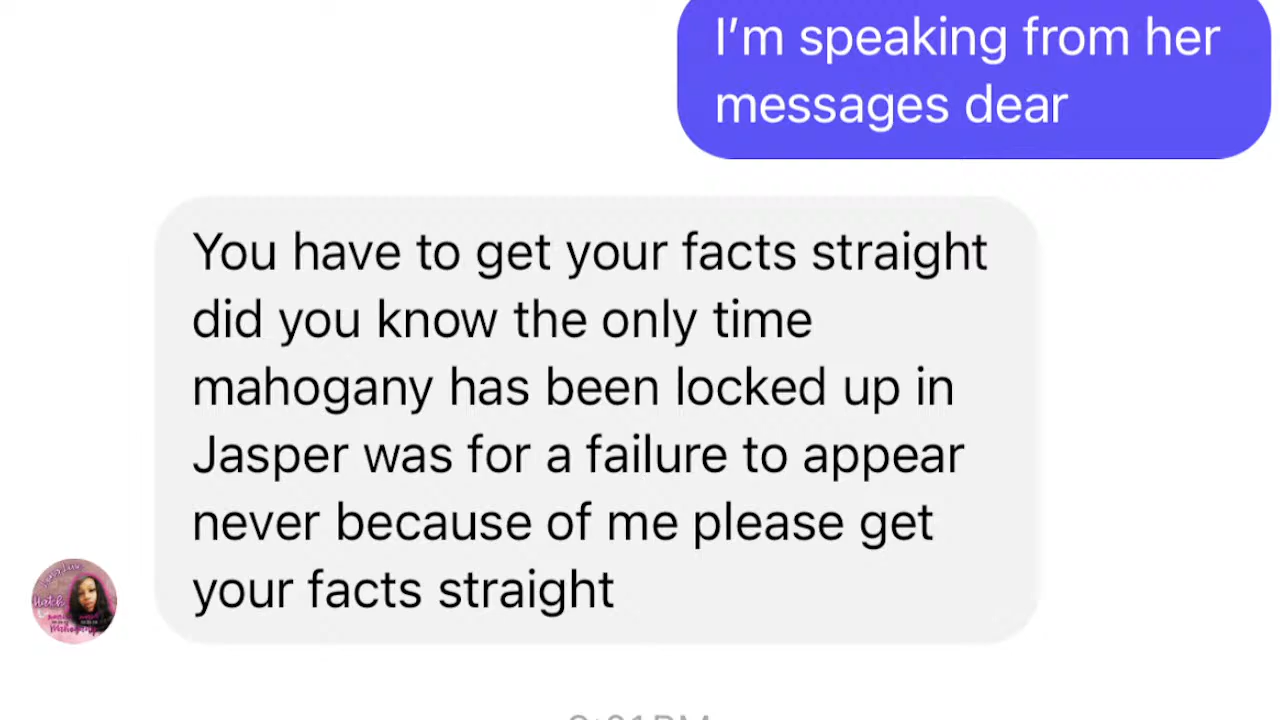 I’m speaking from her
messages dear
You have to get your facts straight
did you know the only time
mahogany has been locked up in
Jasper was for a failure to appear
never because of me please get
your facts straight